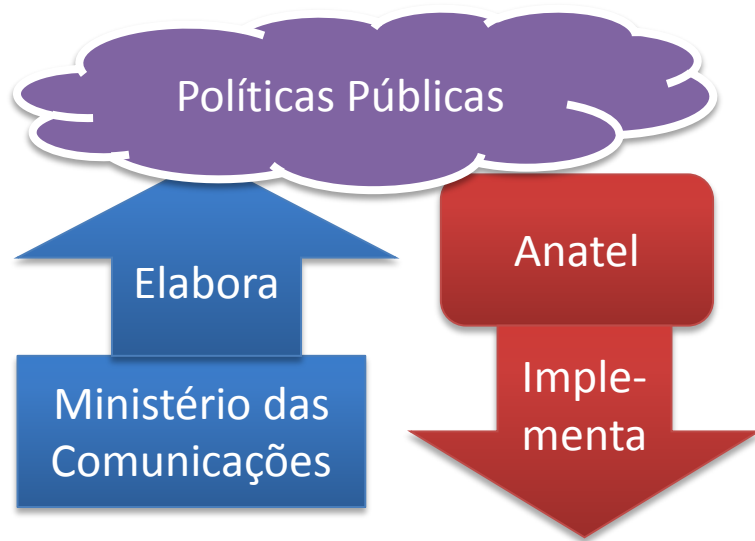 Políticas Públicas
Elabora
Ministério das
Comunicações
Anatel
Imple-
menta